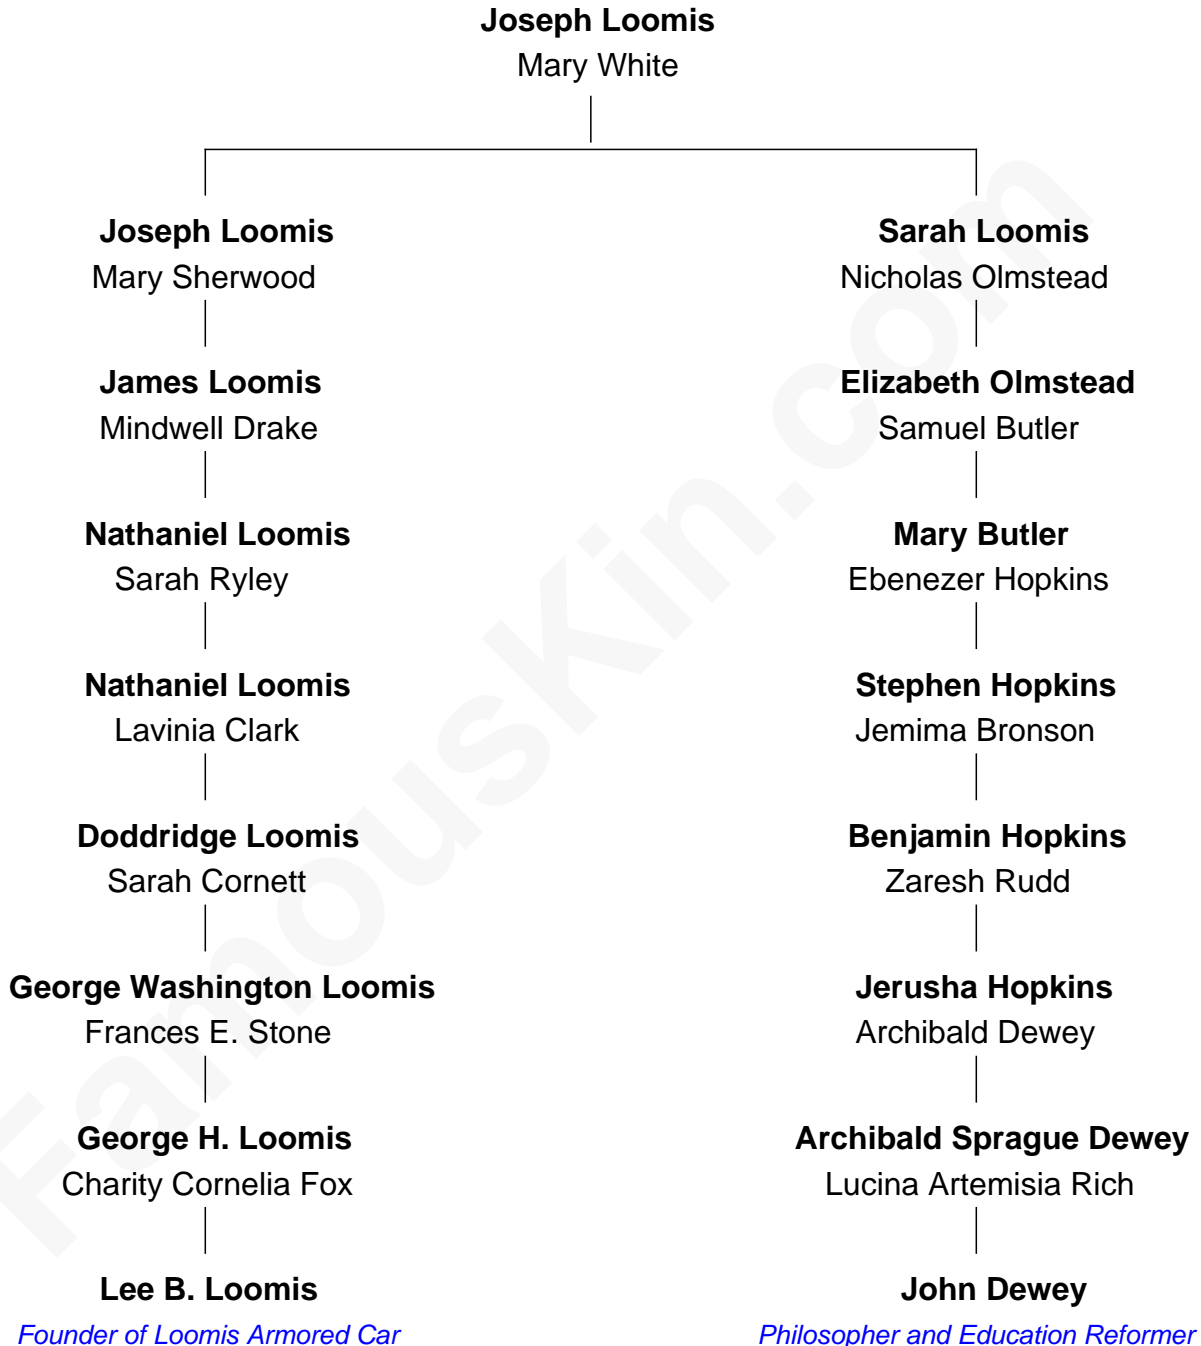 Joseph Loomis
Mary White
Joseph Loomis
Mary Sherwood
James Loomis
Mindwell Drake
Nathaniel Loomis
Sarah Ryley
Nathaniel Loomis
Lavinia Clark
Doddridge Loomis
Sarah Cornett
George Washington Loomis
Frances E. Stone
George H. Loomis
Charity Cornelia Fox
Lee B. Loomis
Founder of Loomis Armored Car
Sarah Loomis
Nicholas Olmstead
Elizabeth Olmstead
Samuel Butler
Mary Butler
Ebenezer Hopkins
Stephen Hopkins
Jemima Bronson
Benjamin Hopkins
Zaresh Rudd
Jerusha Hopkins
Archibald Dewey
Archibald Sprague Dewey
Lucina Artemisia Rich
John Dewey
Philosopher and Education Reformer
FamousKin.com